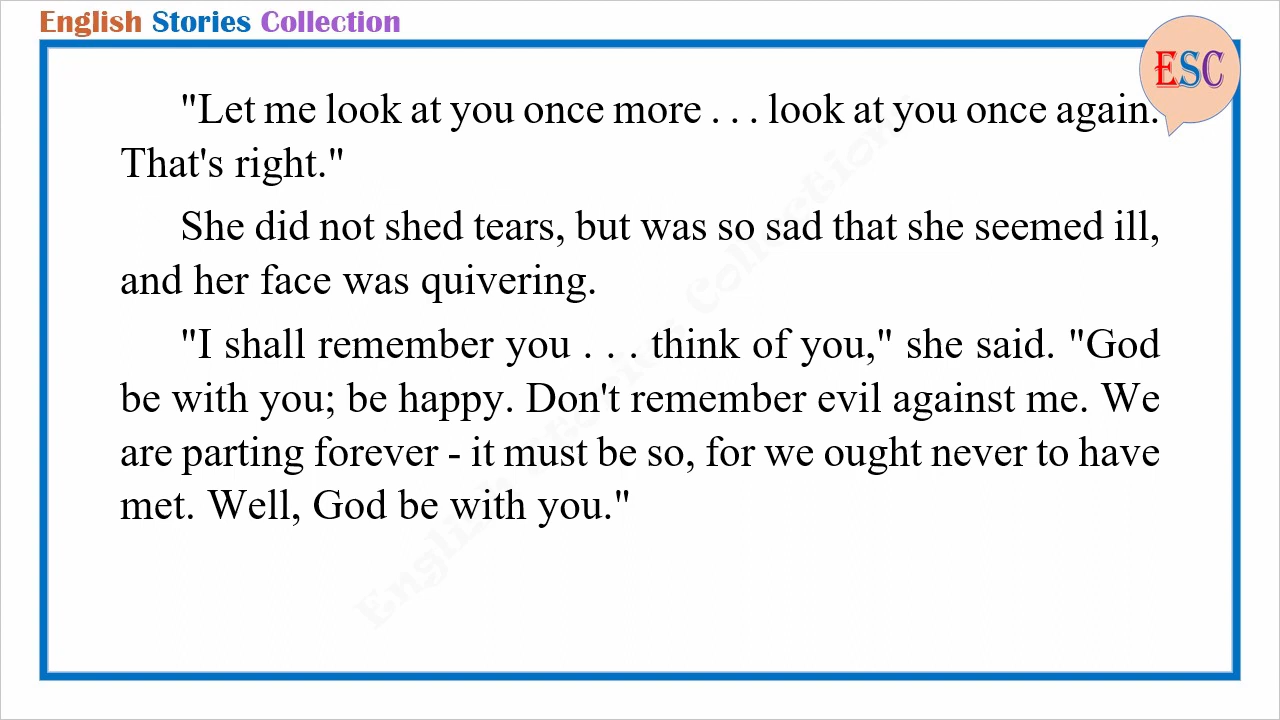 English Stories Collection
ESC
"Let me look at you once more . . . look at you once again.
That's right."
She did not shed tears, but was so sad that she seemed ill,
and her face was quivering.
"I shall remember you . . . think of you," she said. "God
be with you; be happy. Don't remember evil against me. We
are parting forever - it must be so, for we ought never to have
met. Well, God be with you."
English Stories Collection